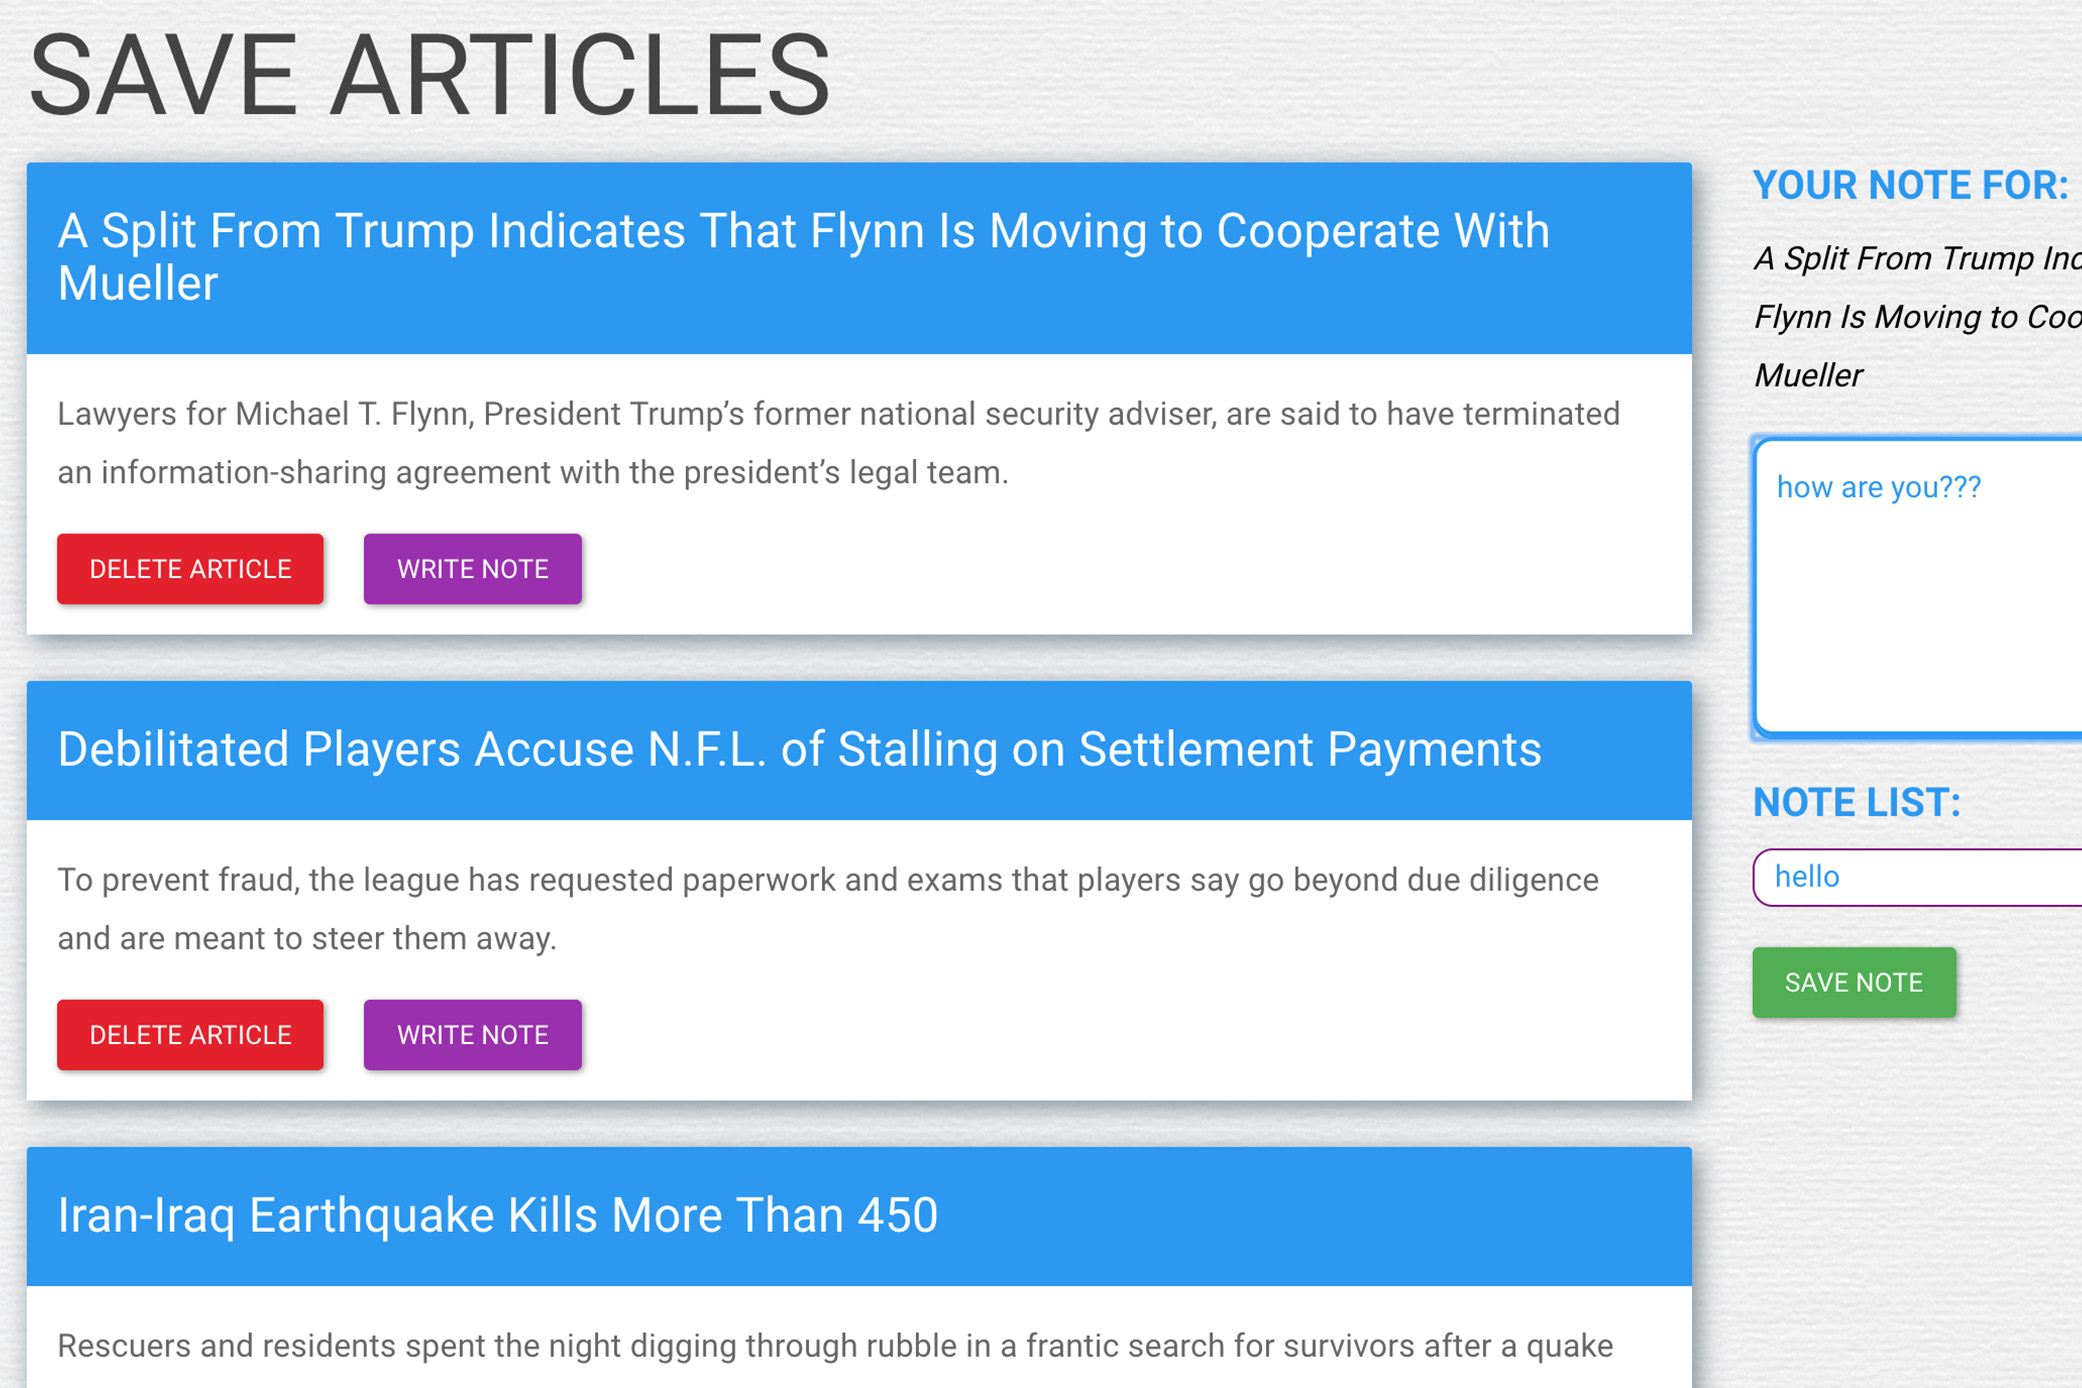 SAVE ARTICLES
A Split From Trump Indicates That Flynn Is Moving to Cooperate With
Mueller
Lawyers for Michael T. Flynn, President Trump’s former national security adviser, are said to have terminated
an information-sharing agreement with the president’s legal team.
DELETE ARTICLE
WRITE NOTE
Debilitated Players Accuse N.F.L. of Stalling on Settlement Payments
To prevent fraud, the league has requested paperwork and exams that players say go beyond due diligence
and are meant to steer them away.
DELETE ARTICLE
WRITE NOTE
Iran-Iraq Earthquake Kills More Than 450
Rescuers and residents spent the night digging through rubble in a frantic search for survivors after a quake
YOUR NOTE FOR:
A Split From Trump
Flynn Is Moving to
Mueller
how are you???
NOTE LIST:
hello
SAVE NOTE